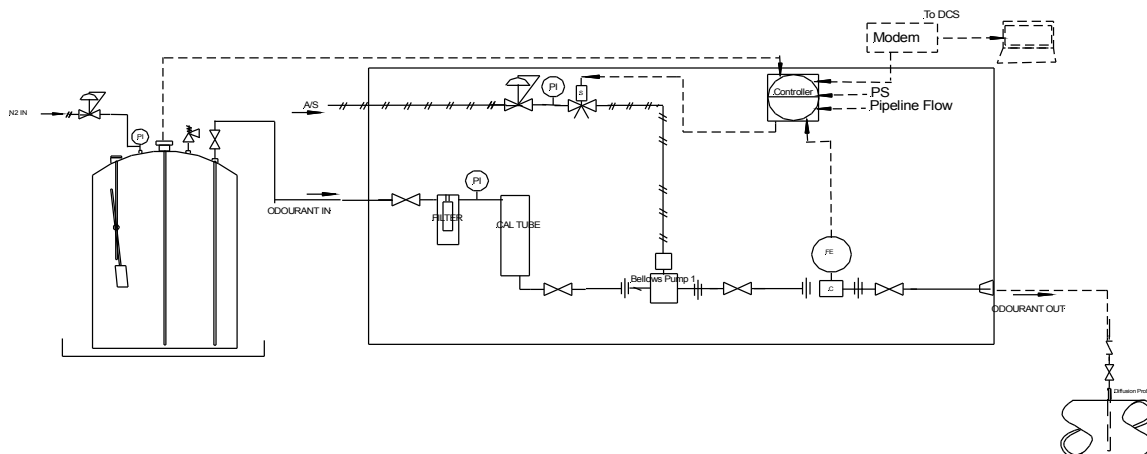 To DCS
Modem
Controller
PS
Pipeline Flow
A/S
PI
S
N2 IN
PI
PI
ODOURANT IN
FILTER
CAL TUBE
FE
Bellows Pump 1
C
ODOURANT OUT
Diffusion Prob